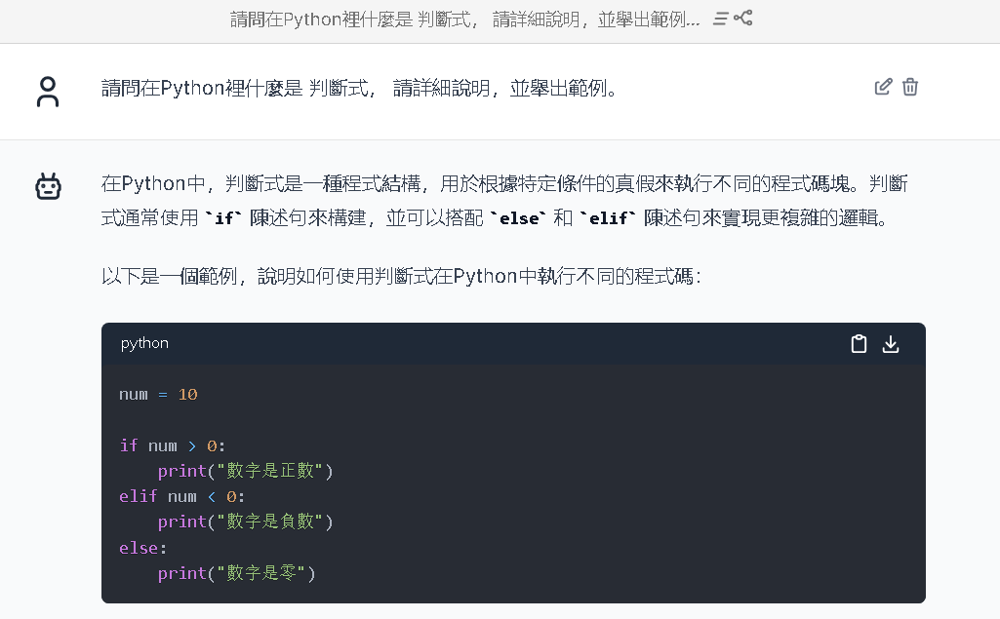 請問在Python裡什麼是 判斷式， 請詳細說明，並舉出範例...
請問在Python裡什麼是 判斷式， 請詳細說明，並舉出範例。
在Python中，判斷式是一種程式結構，用於根據特定條件的真假來執行不同的程式碼塊。判斷
式通常使用 `if` 陳述句來構建，並可以搭配 `else` 和 `elif` 陳述句來實現更複雜的邏輯。
以下是一個範例，說明如何使用判斷式在Python中執行不同的程式碼：
python
num = 10
if num > 0:
    print("數字是正數")
elif num < 0:
    print("數字是負數")
else:
    print("數字是零")